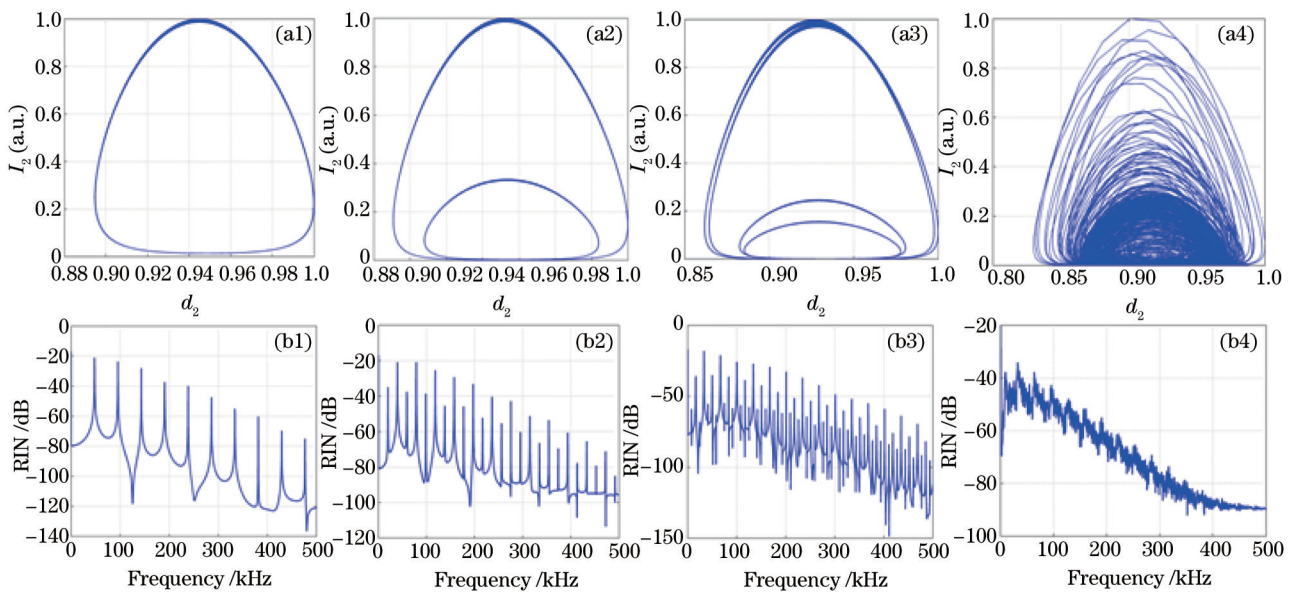 (a1)
I₂ (a.u.)
1.0
0.8
0.6
0.4
0.2
0
0.88 0.90 0.92 0.94 0.96 0.98 1.0
d₂
(a2)
I₂ (a.u.)
1.0
0.8
0.6
0.4
0.2
0
0.88 0.90 0.92 0.94 0.96 0.98 1.0
d₂
(a3)
I₂ (a.u.)
1.0
0.8
0.6
0.4
0.2
0
0.85 0.90 0.95 1.0
d₂
(a4)
I₂ (a.u.)
1.0
0.8
0.6
0.4
0.2
0
0.80 0.85 0.90 0.95 1.0
d₂
(b1)
RIN /dB
0
−20
−40
−60
−80
−100
−120
−140
0 100 200 300 400 500
Frequency /kHz
(b2)
RIN /dB
0
−20
−40
−60
−80
−100
−120
0 100 200 300 400 500
Frequency /kHz
(b3)
RIN /dB
0
−50
−100
−150
0 100 200 300 400 500
Frequency /kHz
(b4)
RIN /dB
−20
−40
−60
−80
−100
0 100 200 300 400 500
Frequency /kHz